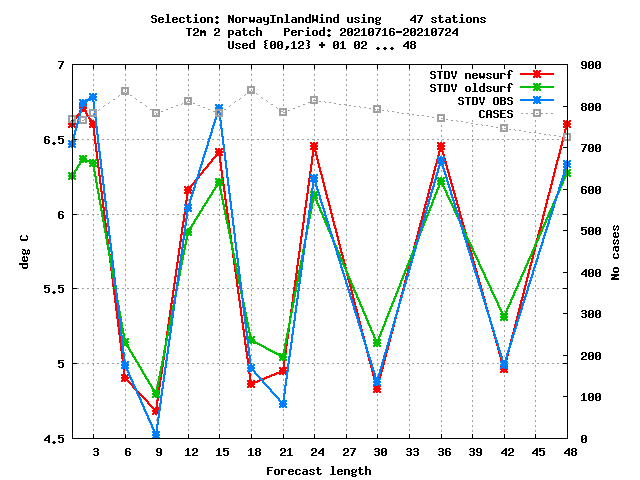 Selection: NorwayInlandWind using    47 stations
T2m 2 patch   Period: 20210716-20210724
Used {00,12} + 01 02 ... 48
STDV newsurf
STDV oldsurf
STDV OBS
CASES
deg C
7
6.5
6
5.5
5
4.5
900
800
700
600
500
400
300
200
100
0
No cases
3 6 9 12 15 18 21 24 27 30 33 36 39 42 45 48
Forecast length